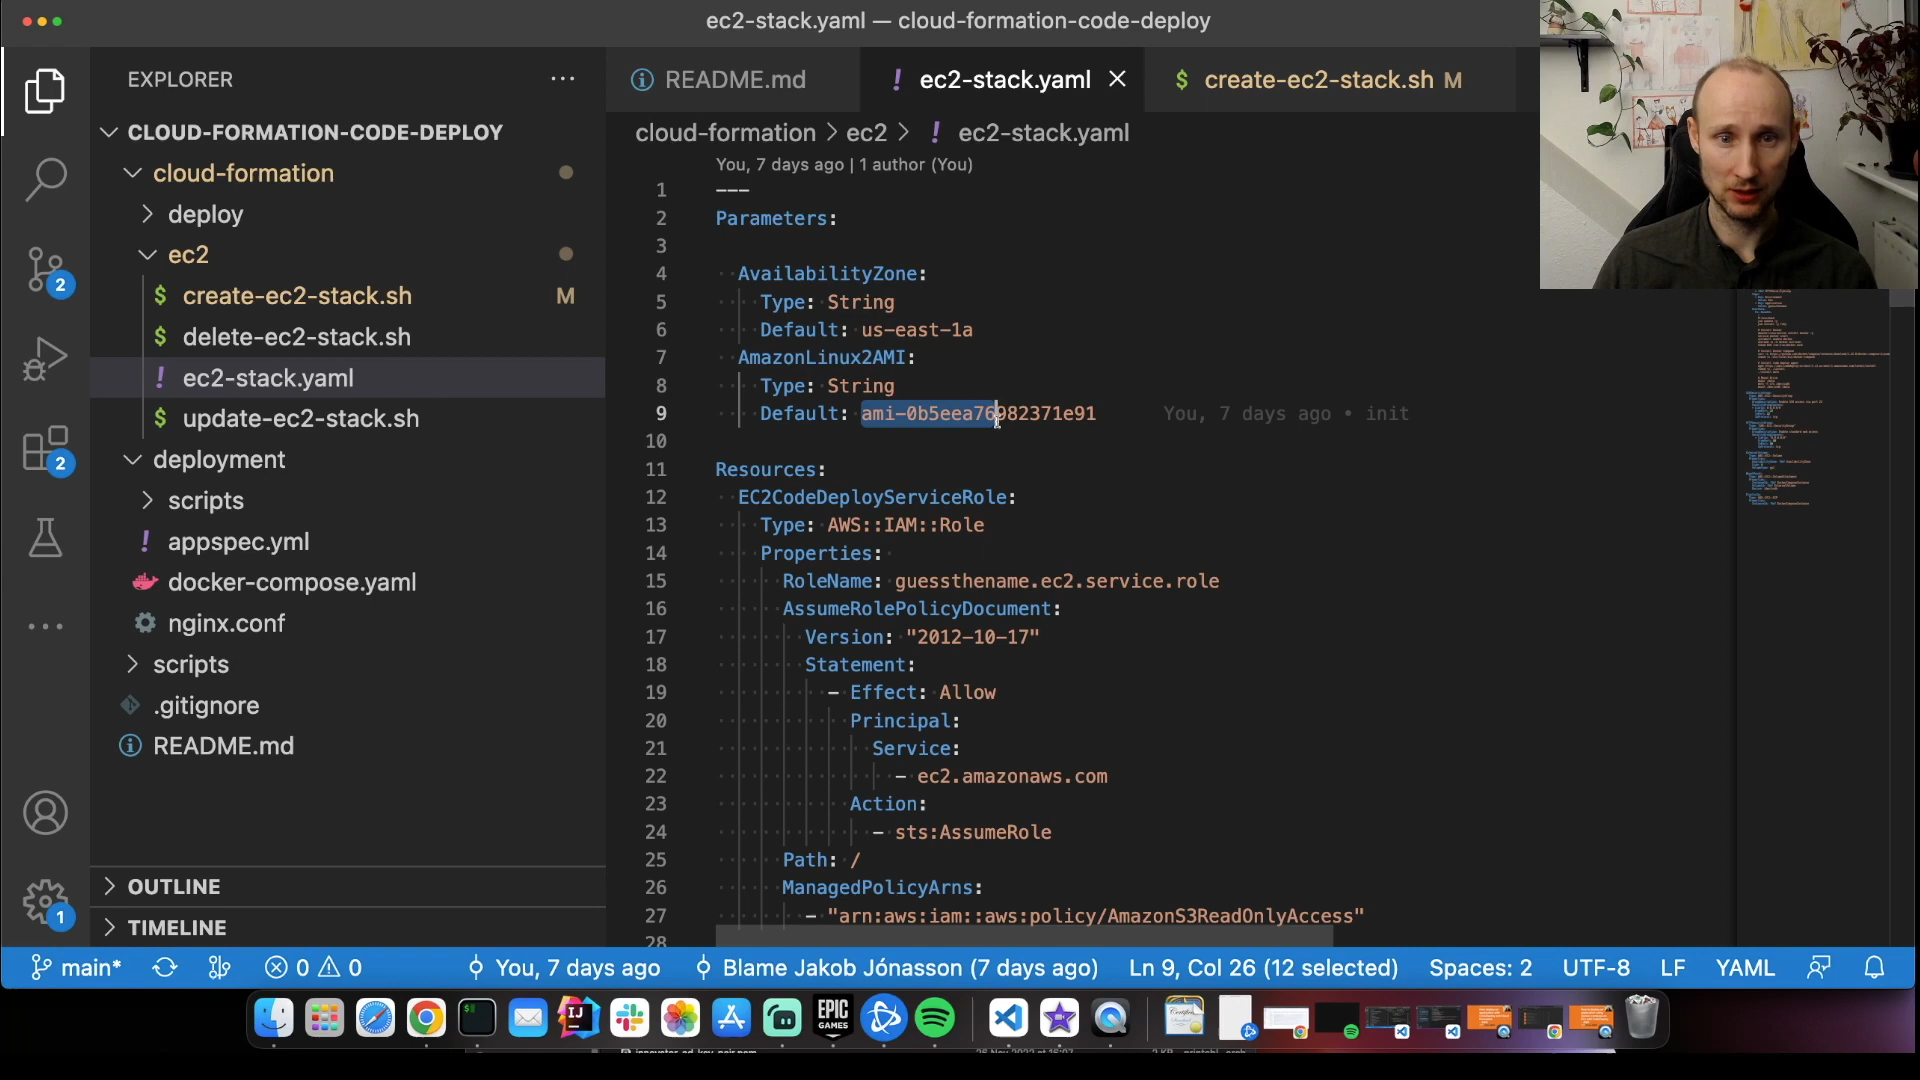 ec2-stack.yaml — cloud-formation-code-deploy
EXPLORER
CLOUD-FORMATION-CODE-DEPLOY
cloud-formation
deploy
ec2
$ create-ec2-stack.sh M
$ delete-ec2-stack.sh
! ec2-stack.yaml
$ update-ec2-stack.sh
deployment
scripts
! appspec.yml
docker-compose.yaml
nginx.conf
scripts
.gitignore
README.md
OUTLINE
TIMELINE
2
2
1
README.md
! ec2-stack.yaml
$ create-ec2-stack.sh M
cloud-formation > ec2 > ! ec2-stack.yaml
You, 7 days ago | 1 author (You)
1 ---
2 Parameters:
3
4 AvailabilityZone:
5 Type: String
6 Default: us-east-1a
7 AmazonLinux2AMI:
8 Type: String
9 Default: ami-0b5eea76982371e91 You, 7 days ago • init
10
11 Resources:
12 EC2CodeDeployServiceRole:
13 Type: AWS::IAM::Role
14 Properties:
15 RoleName: guessthename.ec2.service.role
16 AssumeRolePolicyDocument:
17 Version: "2012-10-17"
18 Statement:
19 - Effect: Allow
20 Principal:
21 Service:
22 - ec2.amazonaws.com
23 Action:
24 - sts:AssumeRole
25 Path: /
26 ManagedPolicyArns:
27 - "arn:aws:iam::aws:policy/AmazonS3ReadOnlyAccess"
28
main* 0 0 You, 7 days ago Blame Jakob Jónasson (7 days ago) Ln 9, Col 26 (12 selected) Spaces: 2 UTF-8 LF YAML
IJ
EPIC GAMES